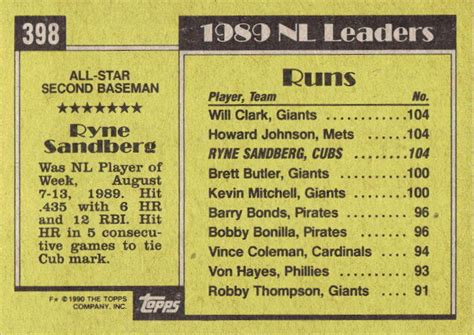 398
ALL-STAR
SECOND BASEMAN
★★★★★★★
Ryne
Sandberg
Was NL Player of
Week, August
7-13, 1989. Hit
.435 with 6 HR
and 12 RBI. Hit
HR in 5 consecu-
tive games to tie
Cub mark.
F* © 1990 THE TOPPS
COMPANY, INC.
topps
1989 NL Leaders
Runs
Player, Team No.
Will Clark, Giants .......... 104
Howard Johnson, Mets ..... 104
RYNE SANDBERG, CUBS ..... 104
Brett Butler, Giants ........ 100
Kevin Mitchell, Giants ...... 100
Barry Bonds, Pirates ........ 96
Bobby Bonilla, Pirates ....... 96
Vince Coleman, Cardinals .... 94
Von Hayes, Phillies ......... 93
Robby Thompson, Giants .... 91